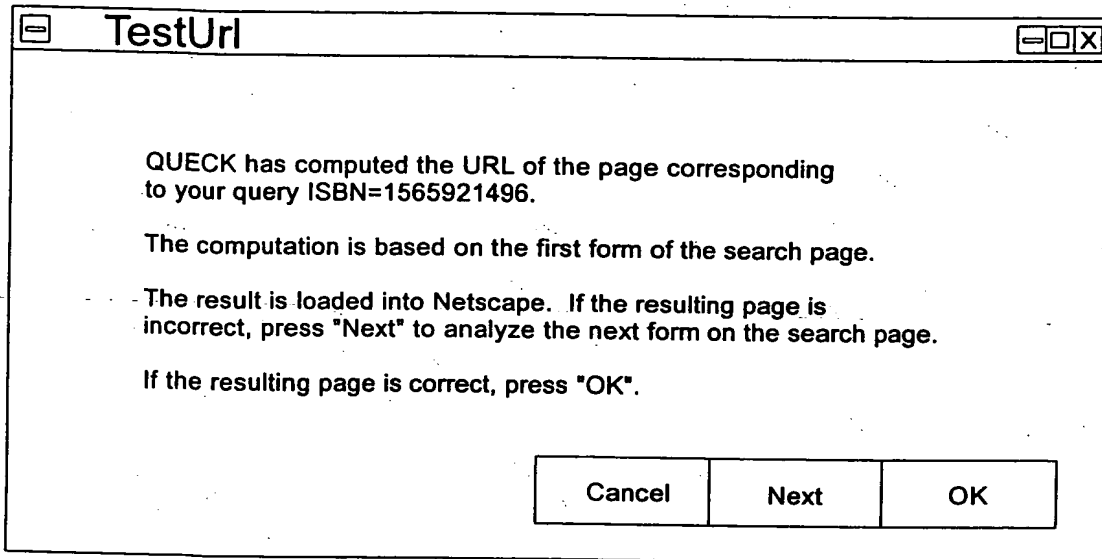 TestUrl
QUECK has computed the URL of the page corresponding
to your query ISBN=1565921496.
The computation is based on the first form of the search page.
The result is loaded into Netscape. If the resulting page is
incorrect, press "Next" to analyze the next form on the search page.
If the resulting page is correct, press "OK".
Cancel Next OK